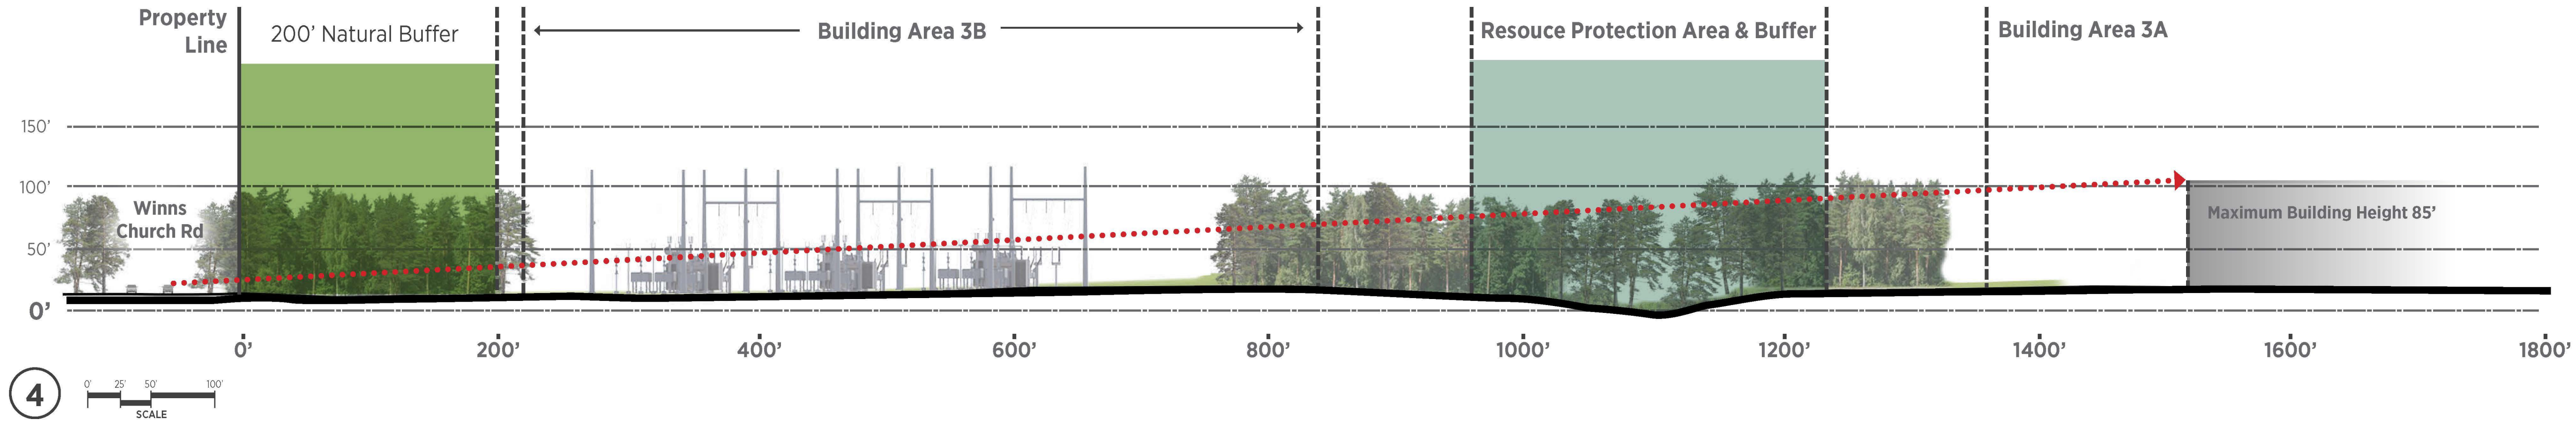 Property
Line
200’ Natural Buffer
Building Area 3B
Resouce Protection Area & Buffer
Building Area 3A
150’
100’
50’
0’
Winns
Church Rd
Maximum Building Height 85’
0’ 200’ 400’ 600’ 800’ 1000’ 1200’ 1400’ 1600’ 1800’
4
0’ 25’ 50’ 100’
SCALE